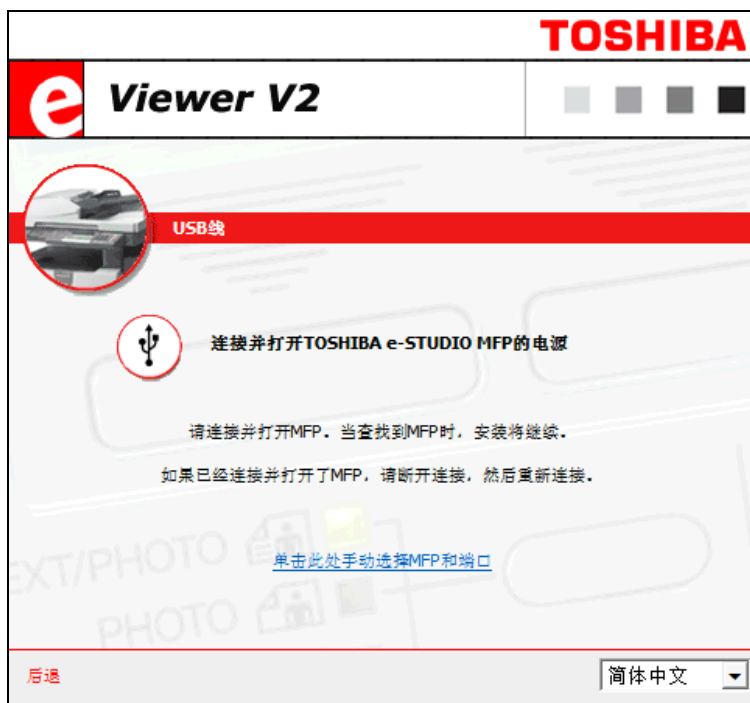 TOSHIBA
e Viewer V2
USB线
连接并打开TOSHIBA e-STUDIO MFP的电源
请连接并打开MFP。当查找到MFP时，安装将继续。
如果已经连接并打开了MFP，请断开连接，然后重新连接。
EXT/PHOTO
单击此处手动选择MFP和端口
PHOTO
后退
简体中文